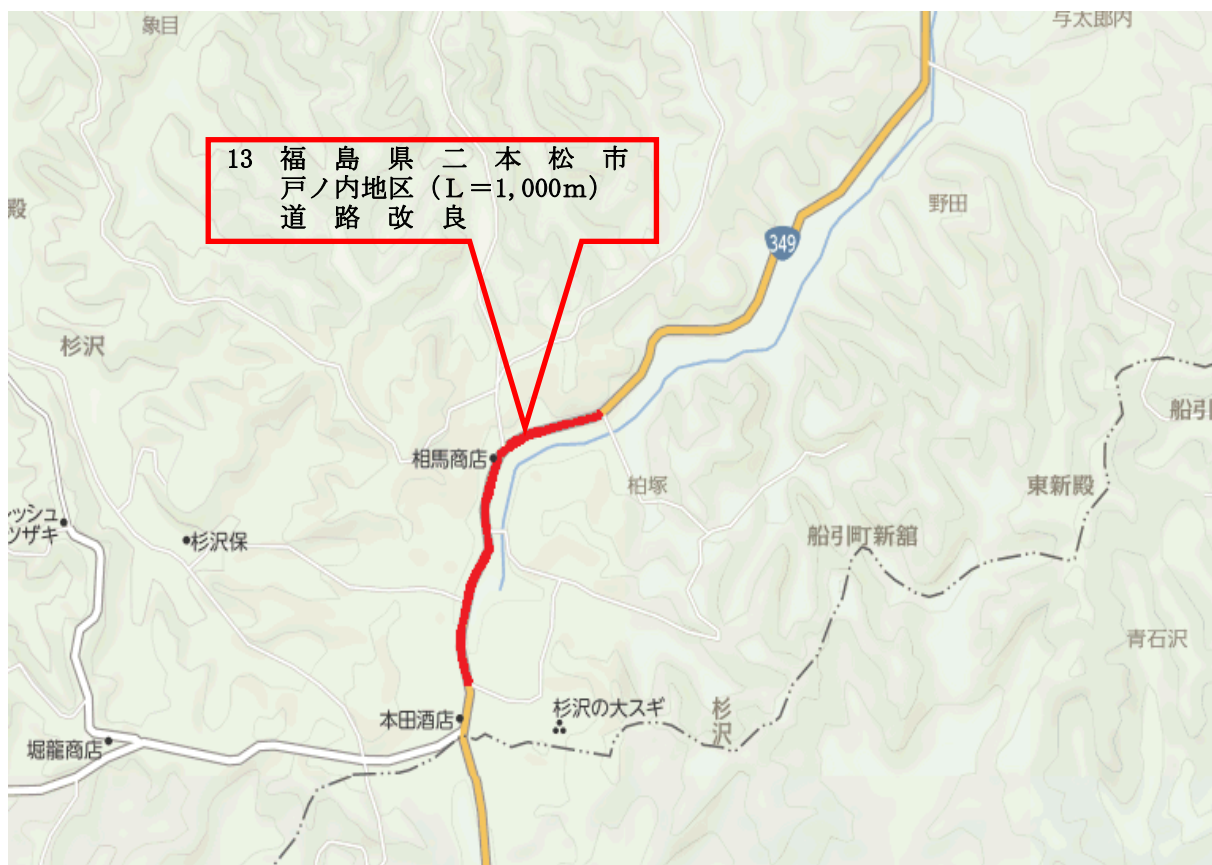 象目
与太郎内
13 福島県二本松市
戸ノ内地区（L＝1,000m）
道路改良
殿
野田
349
杉沢
船引
相馬商店
柏塚
東新殿
レッシュ
ツザキ
杉沢保
船引町新舘
青石沢
本田酒店
杉沢の大スギ
杉沢
堀龍商店